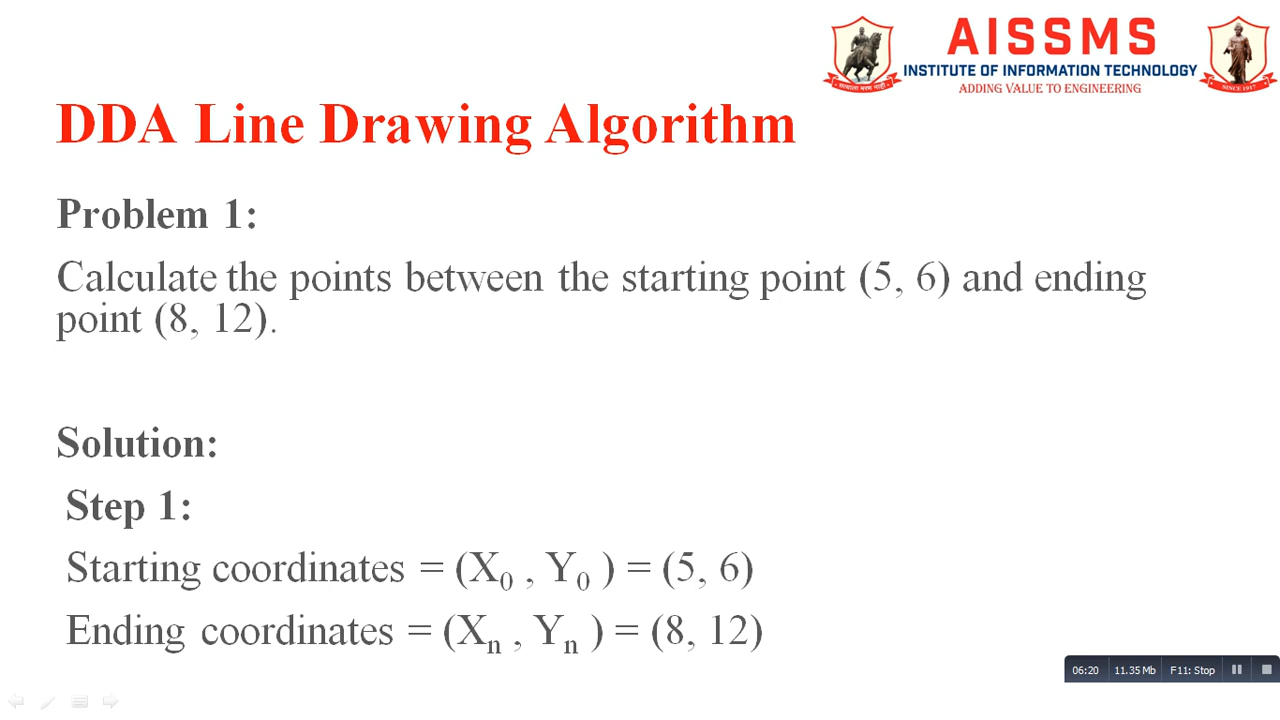 AISSMS
INSTITUTE OF INFORMATION TECHNOLOGY
ADDING VALUE TO ENGINEERING
SINCE 1917
DDA Line Drawing Algorithm
Problem 1:
Calculate the points between the starting point (5, 6) and ending
point (8, 12).
Solution:
Step 1:
Starting coordinates = (X₀ , Y₀ ) = (5, 6)
Ending coordinates = (Xₙ , Yₙ ) = (8, 12)
06:20 11.35 Mb F11: Stop